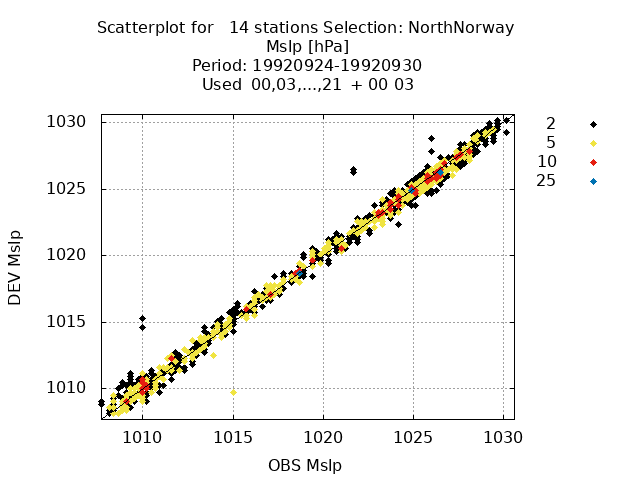 Scatterplot for   14 stations Selection: NorthNorway
Mslp [hPa]
Period: 19920924-19920930
Used  00,03,...,21  + 00 03
2
5
10
25
1030
1025
1020
1015
1010
DEV Mslp
1010 1015 1020 1025 1030
OBS Mslp